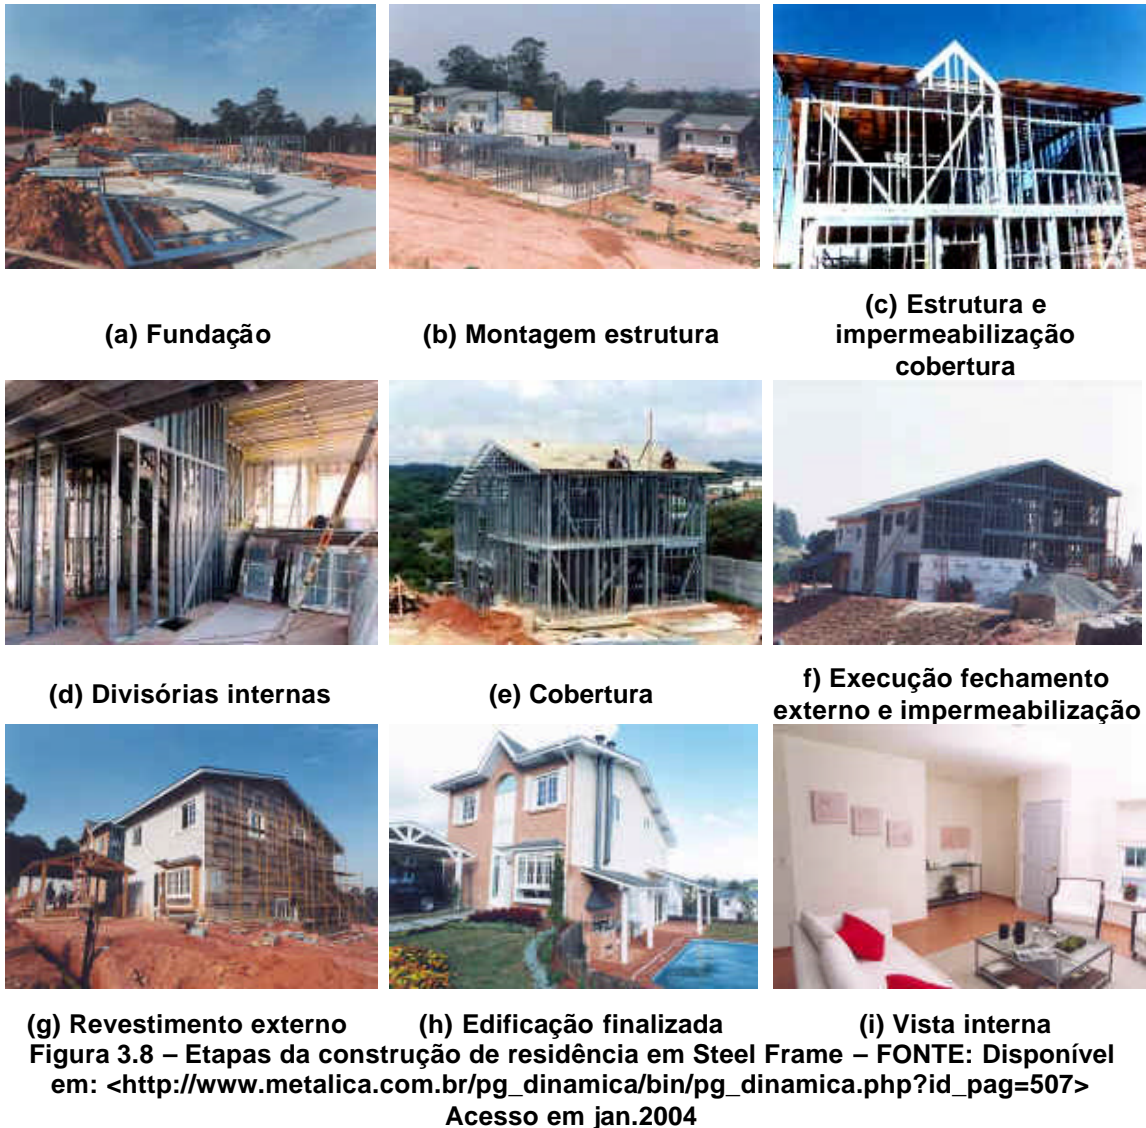 (a) Fundação
(b) Montagem estrutura
(c) Estrutura e
impermeabilização
cobertura
(d) Divisórias internas
(e) Cobertura
f) Execução fechamento
externo e impermeabilização
(g) Revestimento externo
(h) Edificação finalizada
(i) Vista interna
Figura 3.8 – Etapas da construção de residência em Steel Frame – FONTE: Disponível
em: <http://www.metalica.com.br/pg_dinamica/bin/pg_dinamica.php?id_pag=507>
Acesso em jan.2004